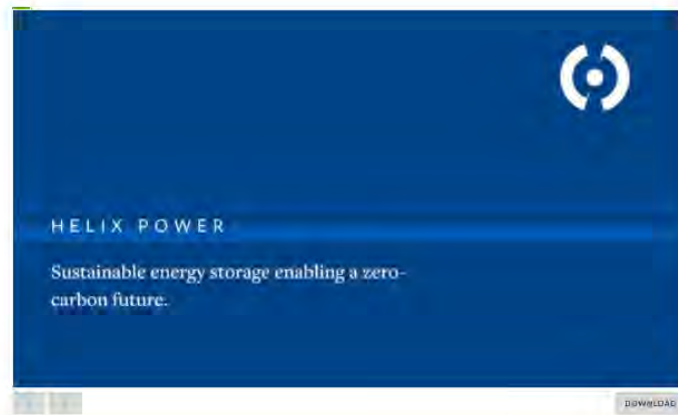 HELIX POWER
Sustainable energy storage enabling a zero-
carbon future.
DOWNLOAD